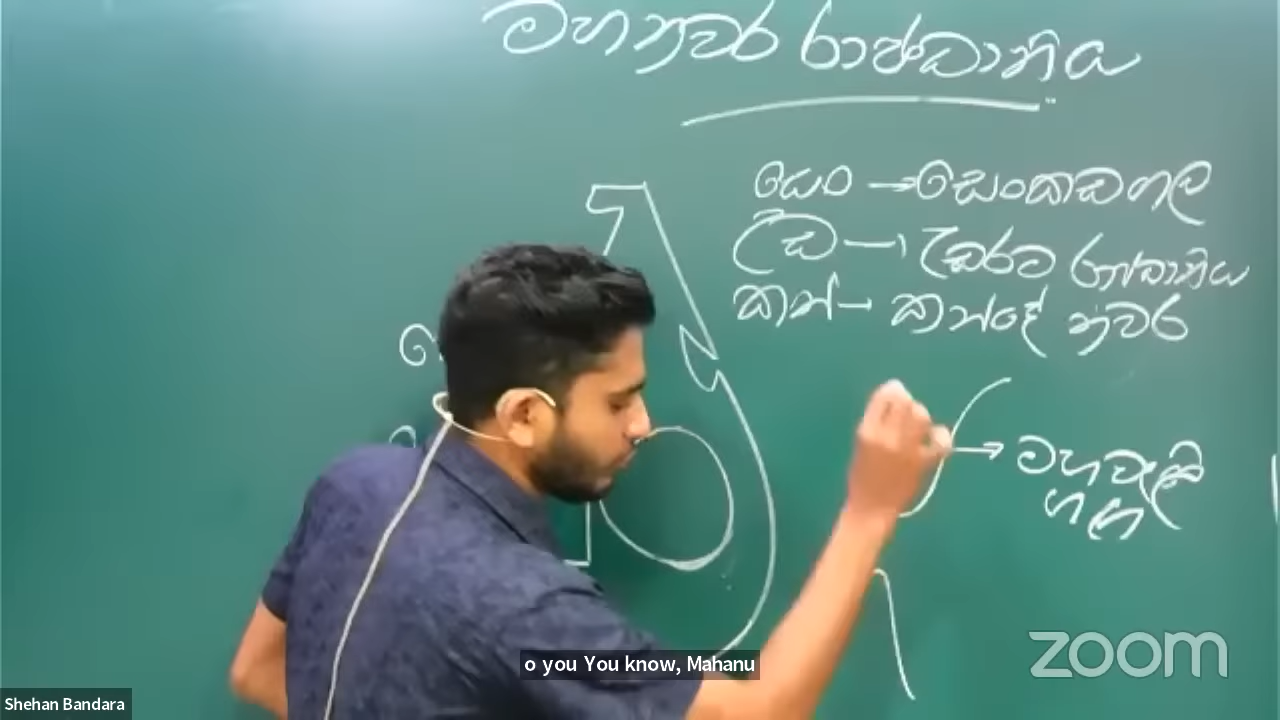 මහනුවර රාජධානිය
සෙං → සෙංකඩගල
උඩ → උඩරට රාජධානිය
කන් → කන්දේ නුවර
→ මහවැලි
ගඟ
zoom
o you You know, Mahanu
Shehan Bandara